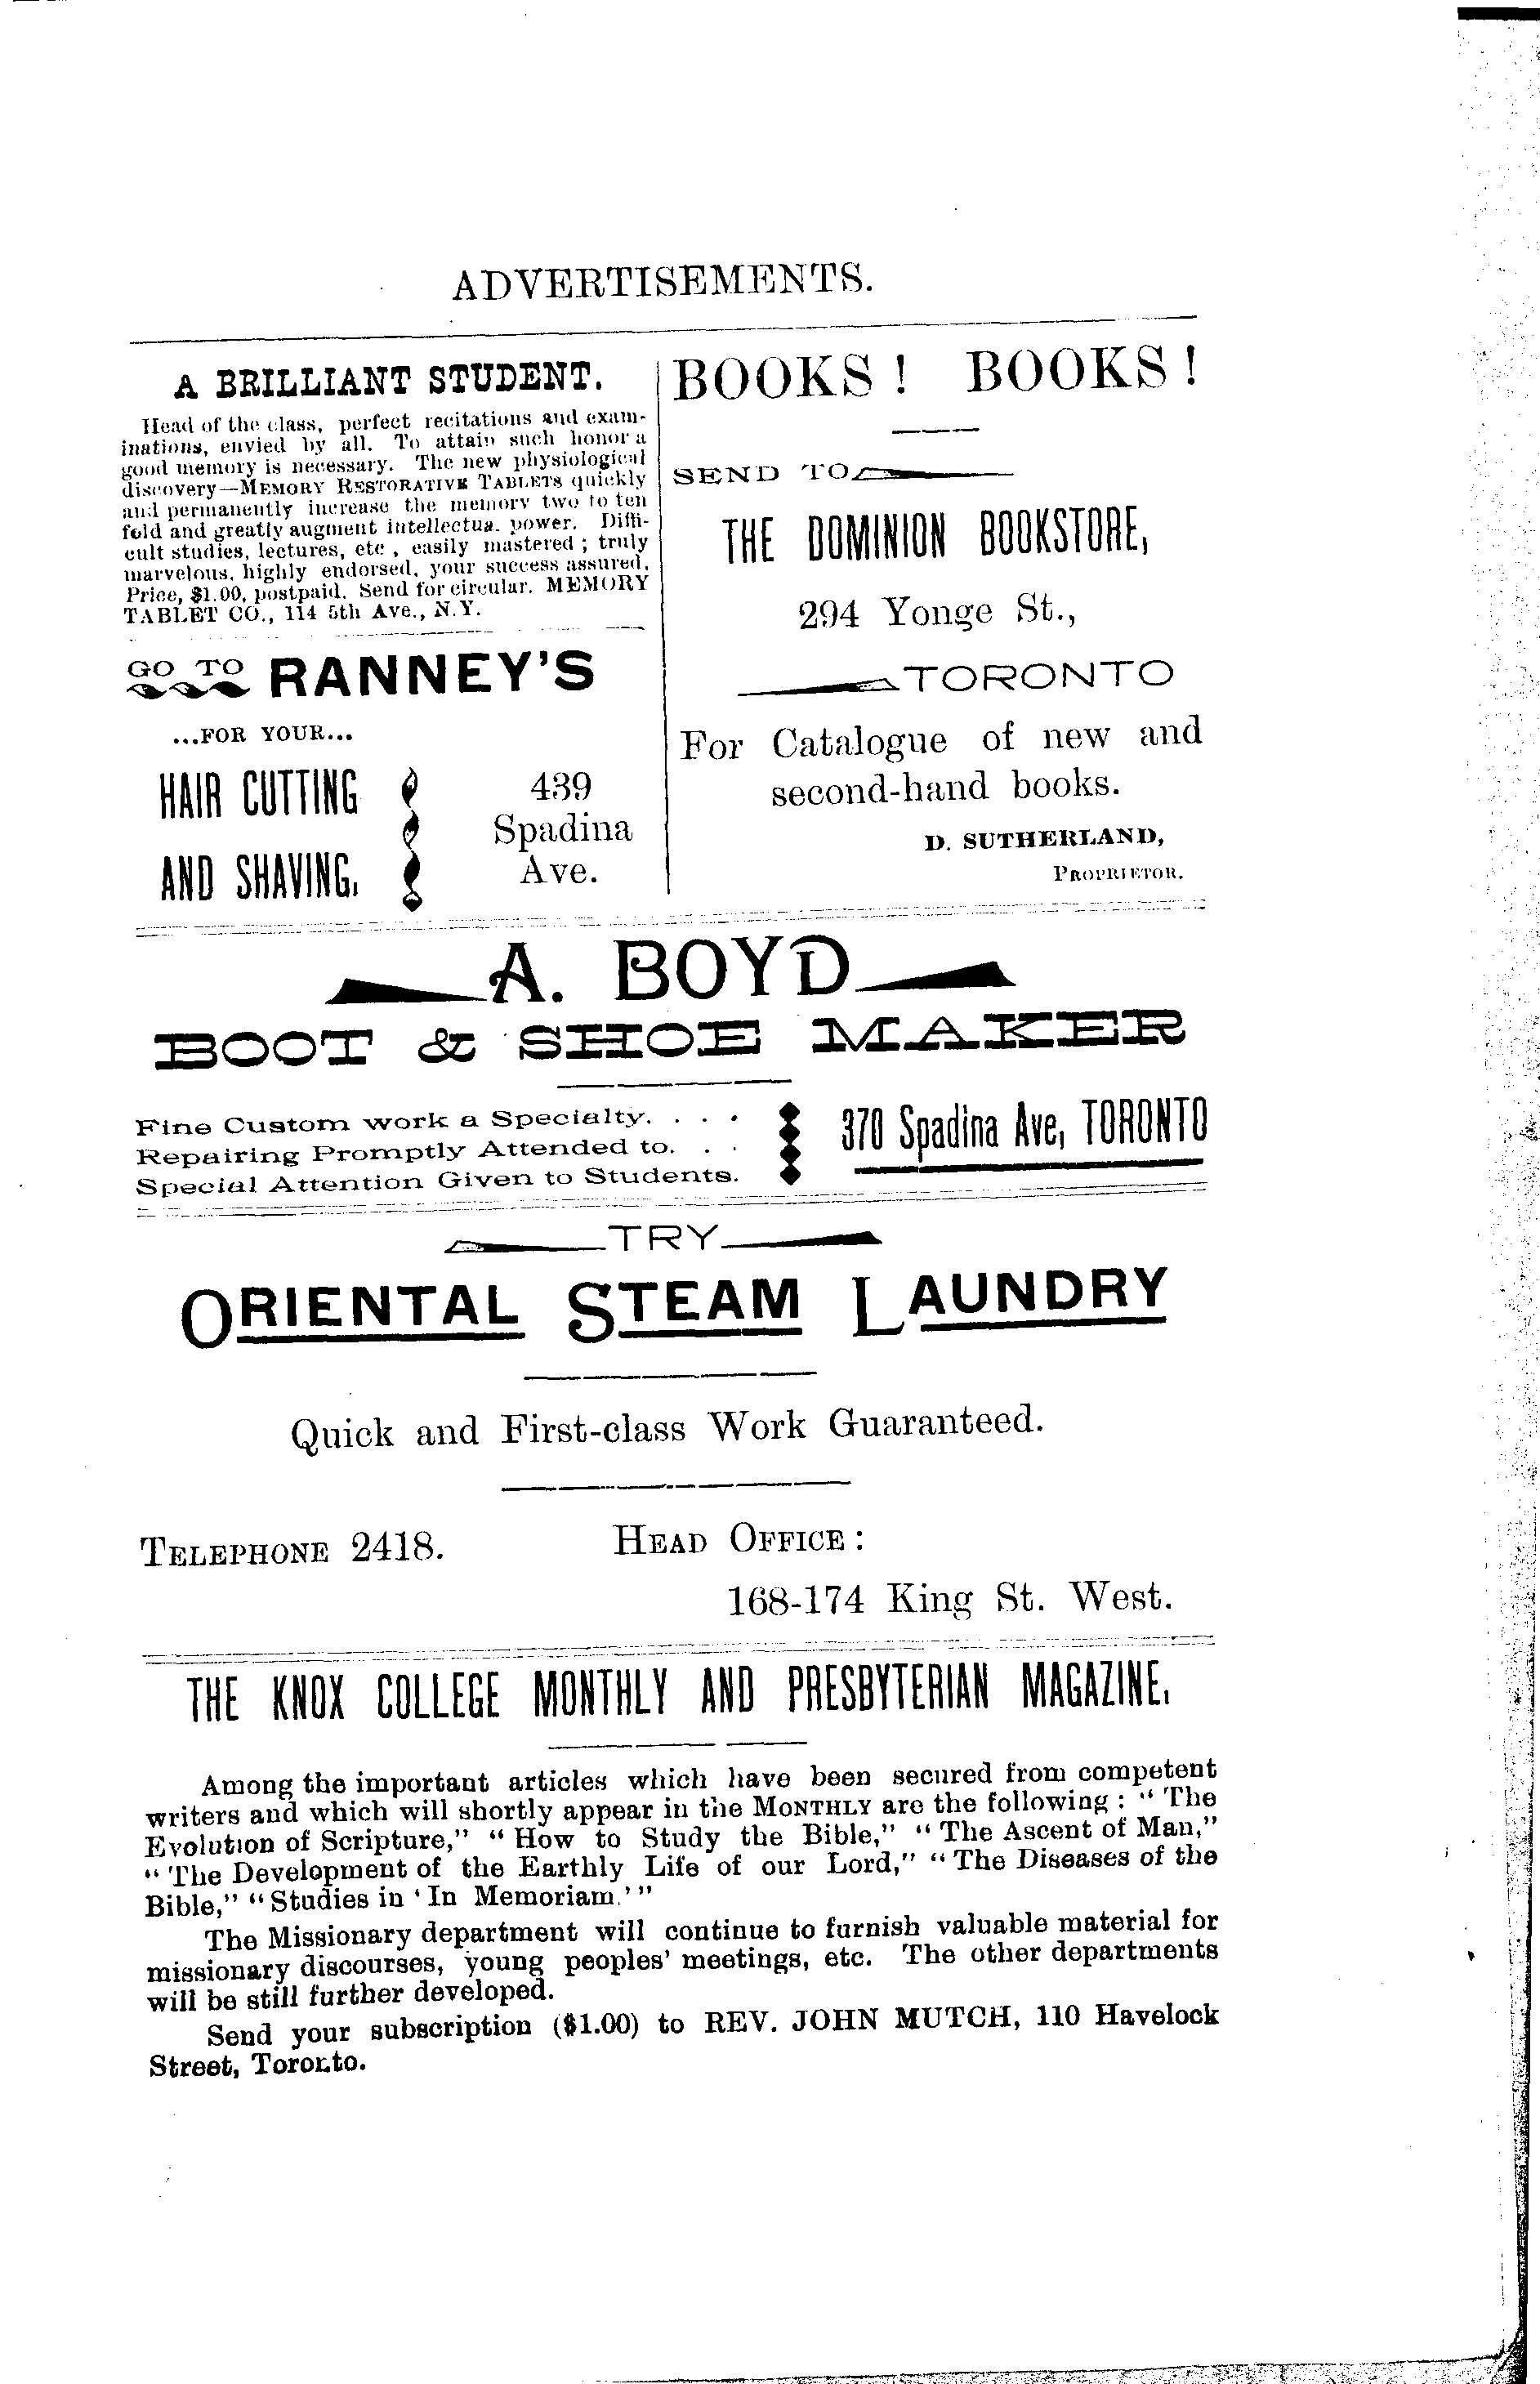 ADVERTISEMENTS.
A BRILLIANT STUDENT.
Head of the class, perfect recitations and exam-
inations, envied by all. To attain such honor a
good memory is necessary. The new physiological
discovery—MEMORY RESTORATIVE TABLETS quickly
and permanently increase the memory two to ten
fold and greatly augment intellectua. power. Diffi-
cult studies, lectures, etc , easily mastered ; truly
marvelous, highly endorsed, your success assured.
Price, $1.00, postpaid. Send for circular. MEMORY
TABLET CO., 114 5th Ave., N.Y.
GO TO RANNEY'S
...FOR YOUR...
HAIR CUTTING
AND SHAVING.
439
Spadina
Ave.
BOOKS ! BOOKS !
SEND TO
THE DOMINION BOOKSTORE,
294 Yonge St.,
TORONTO
For Catalogue of new and
second-hand books.
D. SUTHERLAND,
PROPRIETOR.
A. BOYD
BOOT & SHOE MAKER
Fine Custom work a Specialty. . . .
Repairing Promptly Attended to. . .
Special Attention Given to Students.
370 Spadina Ave, TORONTO
TRY
ORIENTAL STEAM LAUNDRY
Quick and First-class Work Guaranteed.
TELEPHONE 2418.
HEAD OFFICE :
168-174 King St. West.
THE KNOX COLLEGE MONTHLY AND PRESBYTERIAN MAGAZINE.
Among the important articles which have been secured from competent
writers and which will shortly appear in the MONTHLY are the following : " The
Evolution of Scripture," " How to Study the Bible," " The Ascent of Man,"
" The Development of the Earthly Life of our Lord," " The Diseases of the
Bible," " Studies in ' In Memoriam.' "
The Missionary department will continue to furnish valuable material for
missionary discourses, young peoples' meetings, etc. The other departments
will be still further developed.
Send your subscription ($1.00) to REV. JOHN MUTCH, 110 Havelock
Street, Toronto.